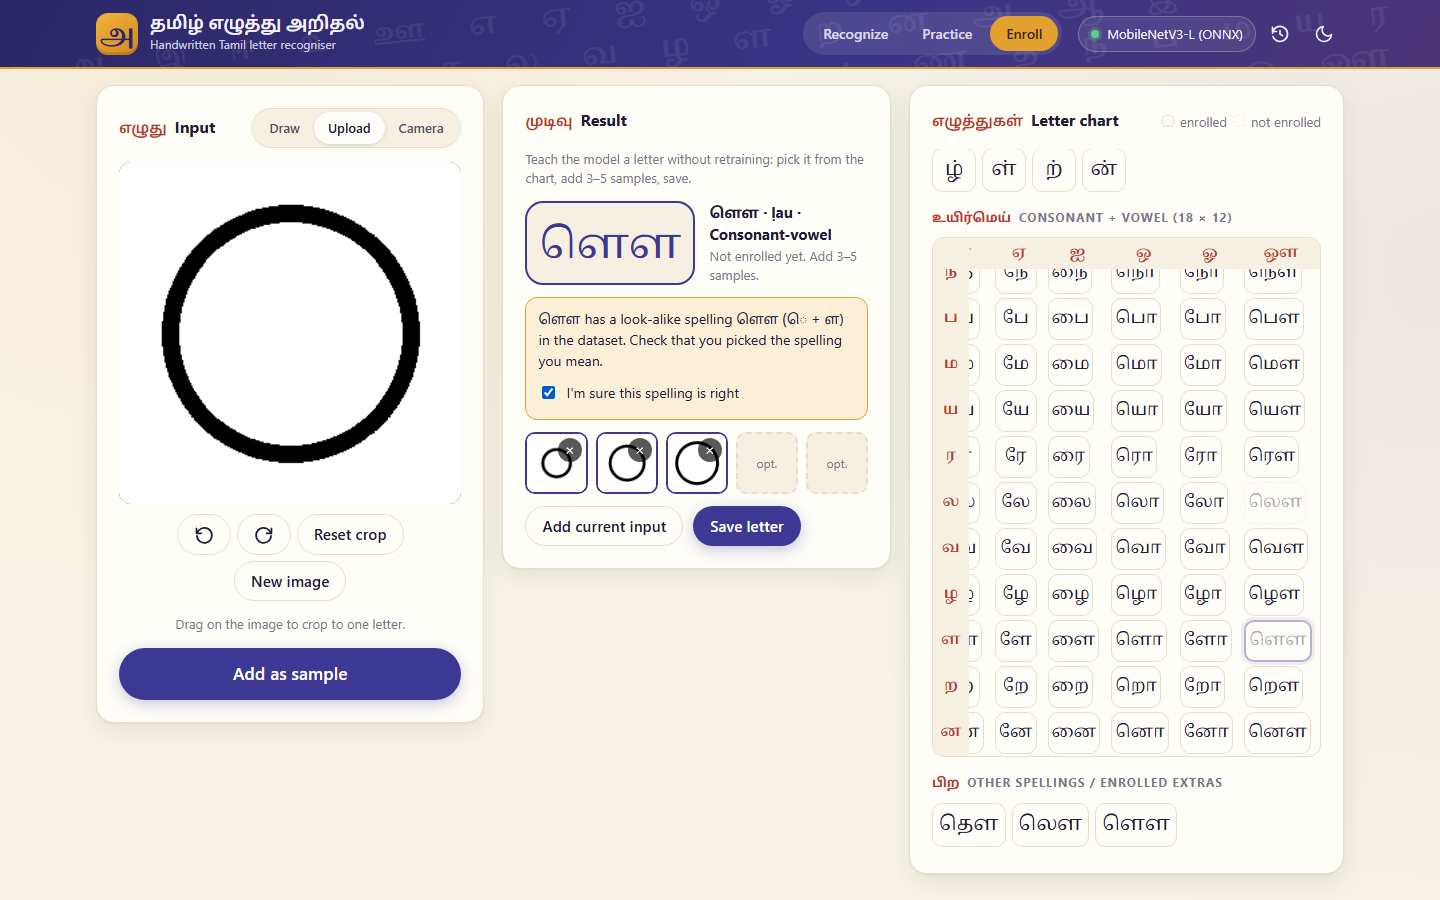 தமிழ் எழுத்து அறிதல்
Handwritten Tamil letter recogniser
Recognize Practice Enroll
MobileNetV3-L (ONNX)
எழுது Input
Draw Upload Camera
Reset crop
New image
Drag on the image to crop to one letter.
Add as sample
முடிவு Result
Teach the model a letter without retraining: pick it from the
chart, add 3–5 samples, save.
ளௌ
ளௌ · ḷau ·
Consonant-vowel
Not enrolled yet. Add 3–5
samples.
ளௌ has a look-alike spelling ளெள (ெ + ள)
in the dataset. Check that you picked the spelling
you mean.
I'm sure this spelling is right
opt. opt.
Add current input Save letter
எழுத்துகள் Letter chart
enrolled not enrolled
ழ் ள் ற் ன்
உயிர்மெய் CONSONANT + VOWEL (18 × 12)
ஏ ஐ ஒ ஓ ஔ
ந நே நை நொ நோ நௌ
ப பே பை பொ போ பௌ
ம மே மை மொ மோ மௌ
ய யே யை யொ யோ யௌ
ர ரே ரை ரொ ரோ ரௌ
ல லே லை லொ லோ லௌ
வ வே வை வொ வோ வௌ
ழ ழே ழை ழொ ழோ ழௌ
ள ளே ளை ளொ ளோ ளௌ
ற றே றை றொ றோ றௌ
ன னே னை னொ னோ னௌ
பிற OTHER SPELLINGS / ENROLLED EXTRAS
தெள லெள ளெள